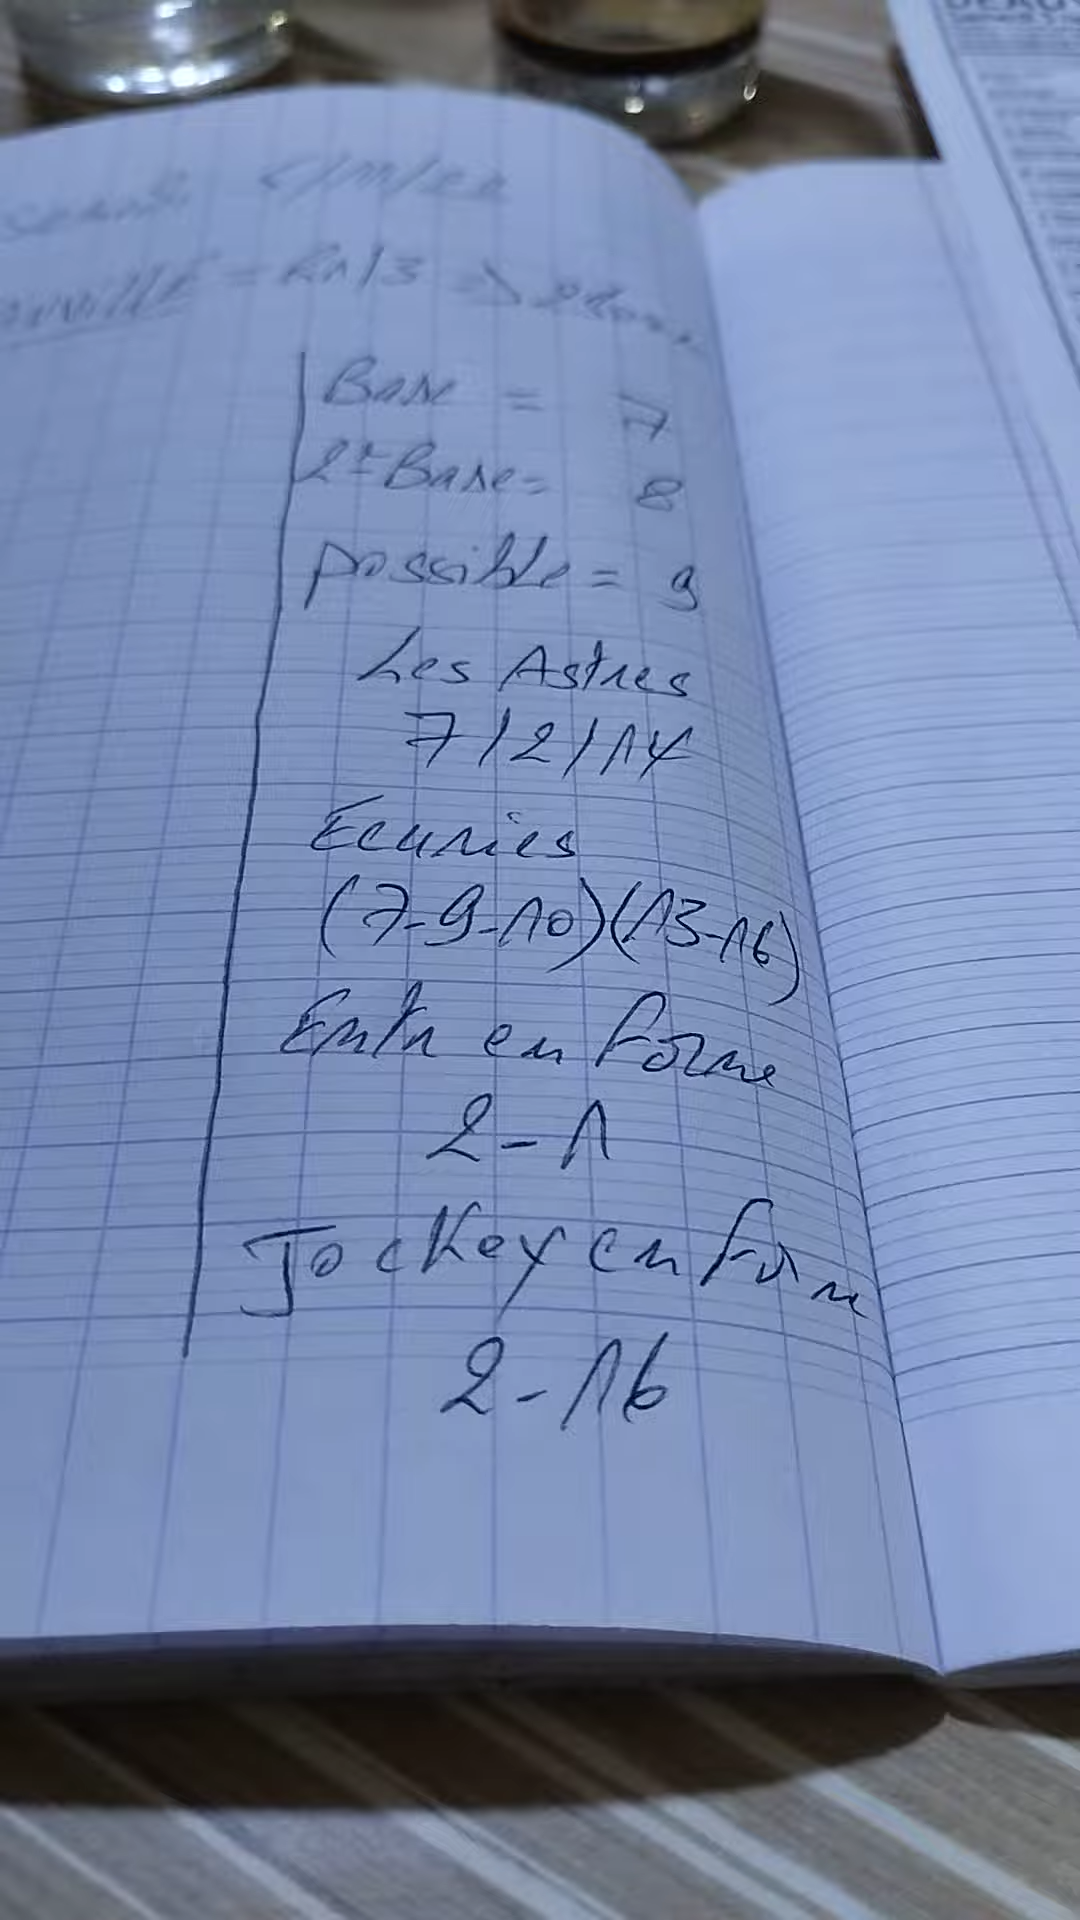 Base = 7
2e Base = 8
possible = 9
Les Astres
7/2/14
Ecuries
(7-9-10)(13-16)
Entr en forme
2-1
Jockey en form
2-16